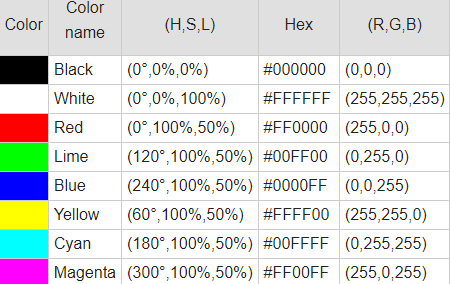 Color Color name (H,S,L) Hex (R,G,B)
Black (0°,0%,0%) #000000 (0,0,0)
White (0°,0%,100%) #FFFFFF (255,255,255)
Red (0°,100%,50%) #FF0000 (255,0,0)
Lime (120°,100%,50%) #00FF00 (0,255,0)
Blue (240°,100%,50%) #0000FF (0,0,255)
Yellow (60°,100%,50%) #FFFF00 (255,255,0)
Cyan (180°,100%,50%) #00FFFF (0,255,255)
Magenta (300°,100%,50%) #FF00FF (255,0,255)